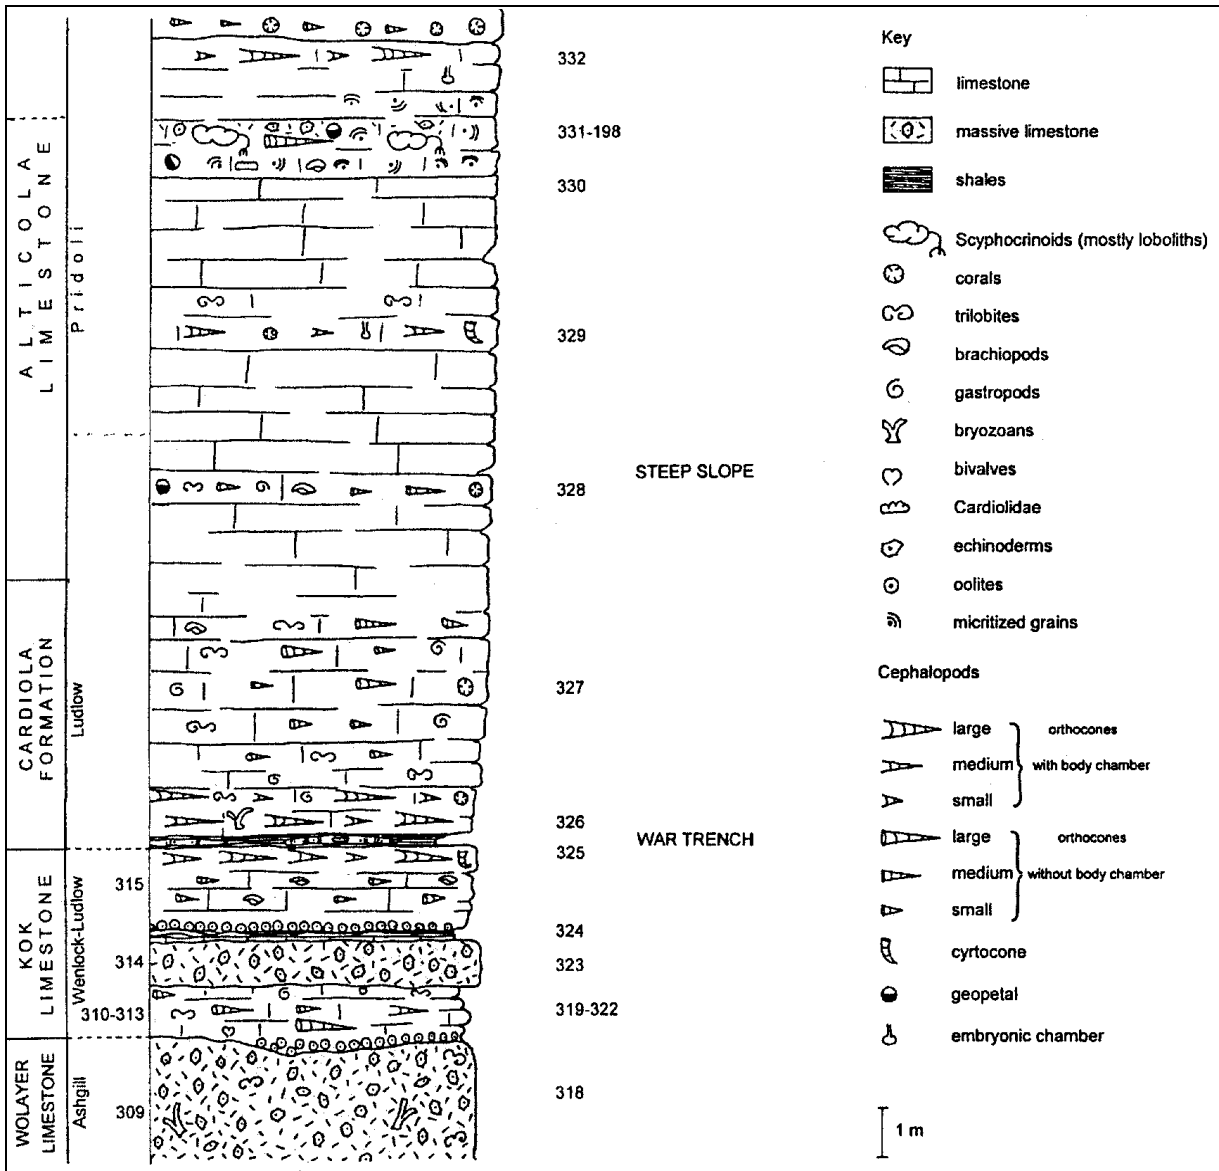 ALTICOLAE
LIMESTONE
Pridoli
CARDIOLA
FORMATION
Ludlow
KOK
LIMESTONE
Wenlock-Ludlow
WOLAYER
LIMESTONE
Ashgill
315
314
310-313
309
332
331-198
330
329
328
327
326
325
324
323
319-322
318
STEEP SLOPE
WAR TRENCH
Key
limestone
massive limestone
shales
Scyphocrinoids (mostly loboliths)
corals
trilobites
brachiopods
gastropods
bryozoans
bivalves
Cardiolidae
echinoderms
oolites
micritized grains
Cephalopods
large orthocones
medium with body chamber
small
large orthocones
medium without body chamber
small
cyrtocone
geopetal
embryonic chamber
1 m